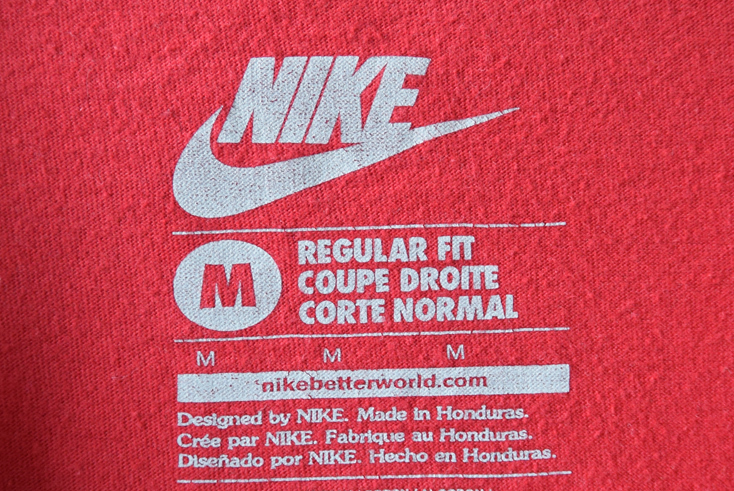 NIKE
M
REGULAR FIT
COUPE DROITE
CORTE NORMAL
M M M
nikebetterworld.com
Designed by NIKE. Made in Honduras.
Crée par NIKE. Fabrique au Honduras.
Diseñado por NIKE. Hecho en Honduras.